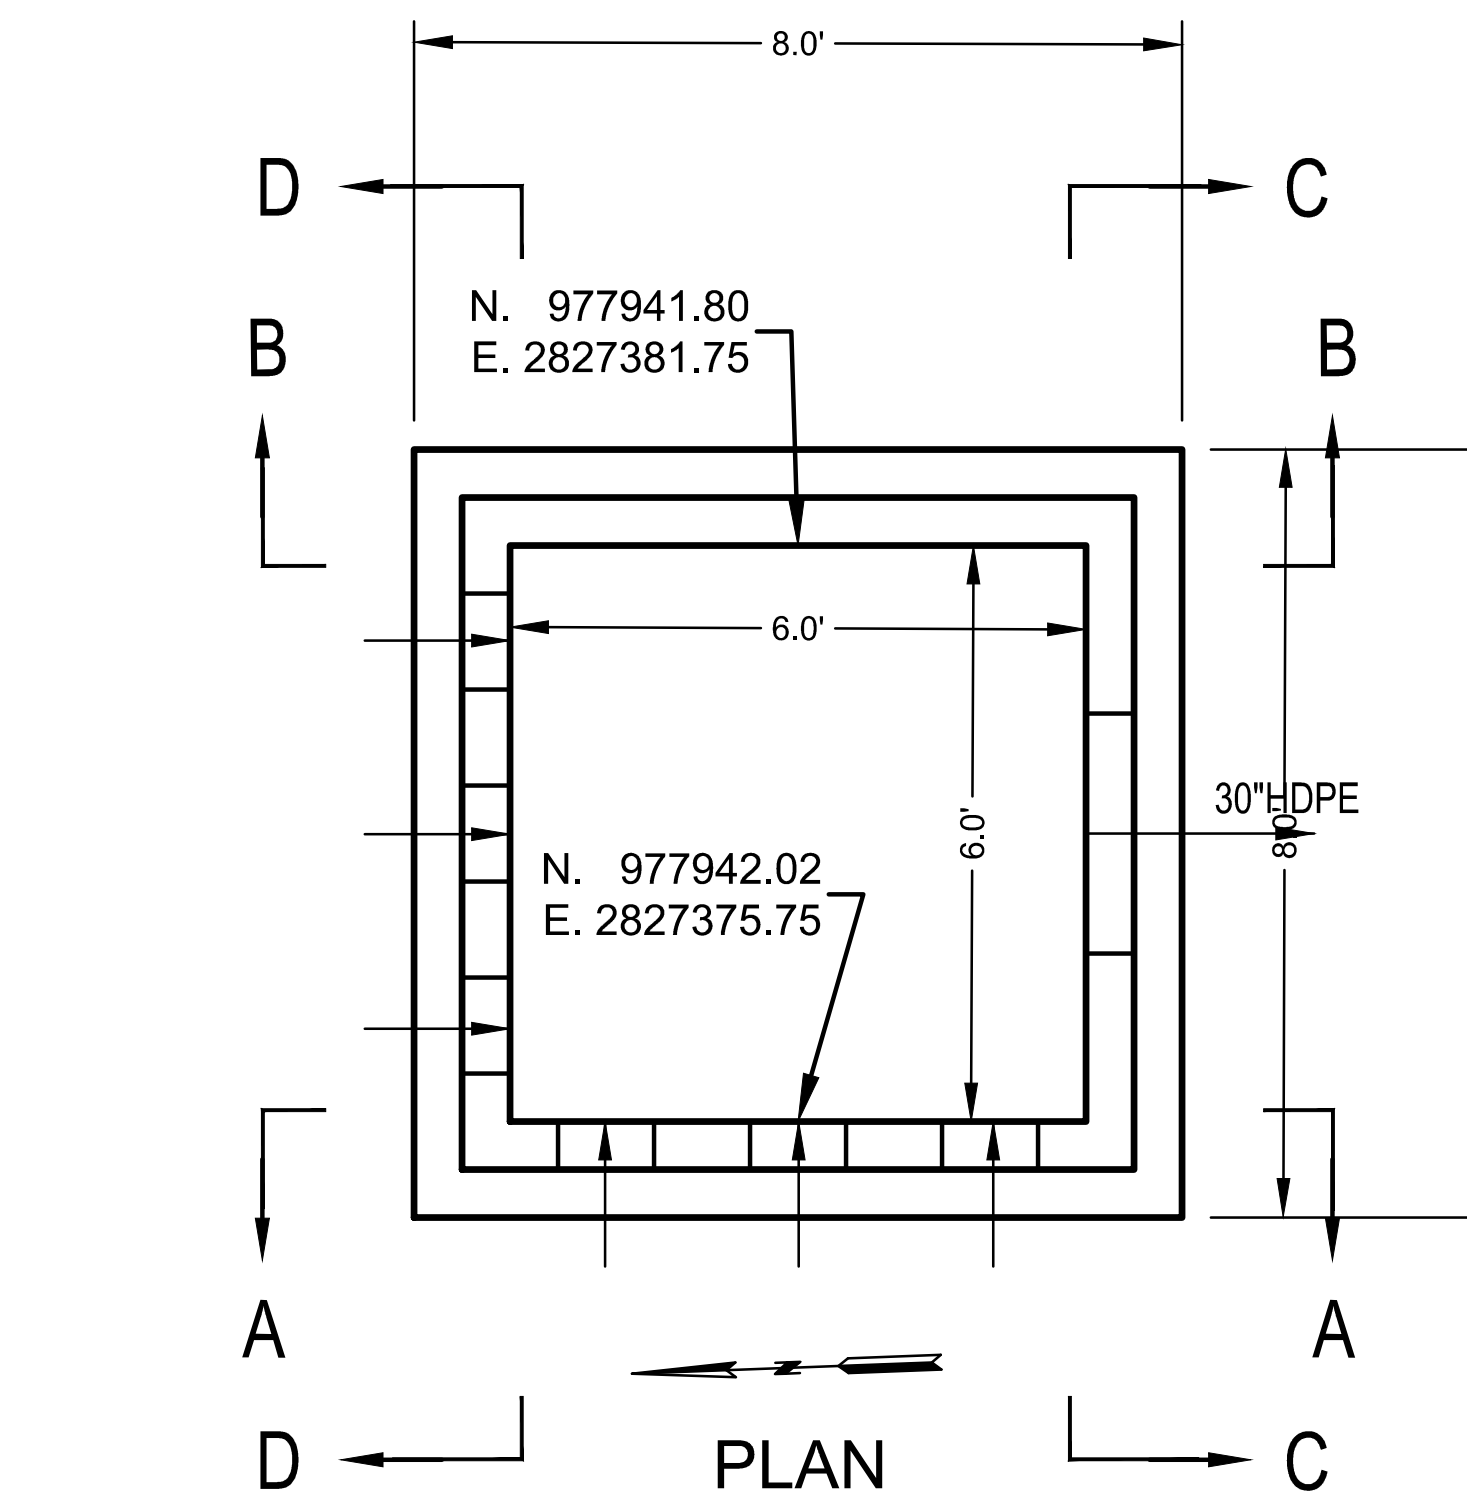 8.0'
D
C
N. 977941.80
E. 2827381.75
B
B
6.0'
30"HDPE
8.0'
6.0'
N. 977942.02
E. 2827375.75
A
A
N
PLAN
D
C